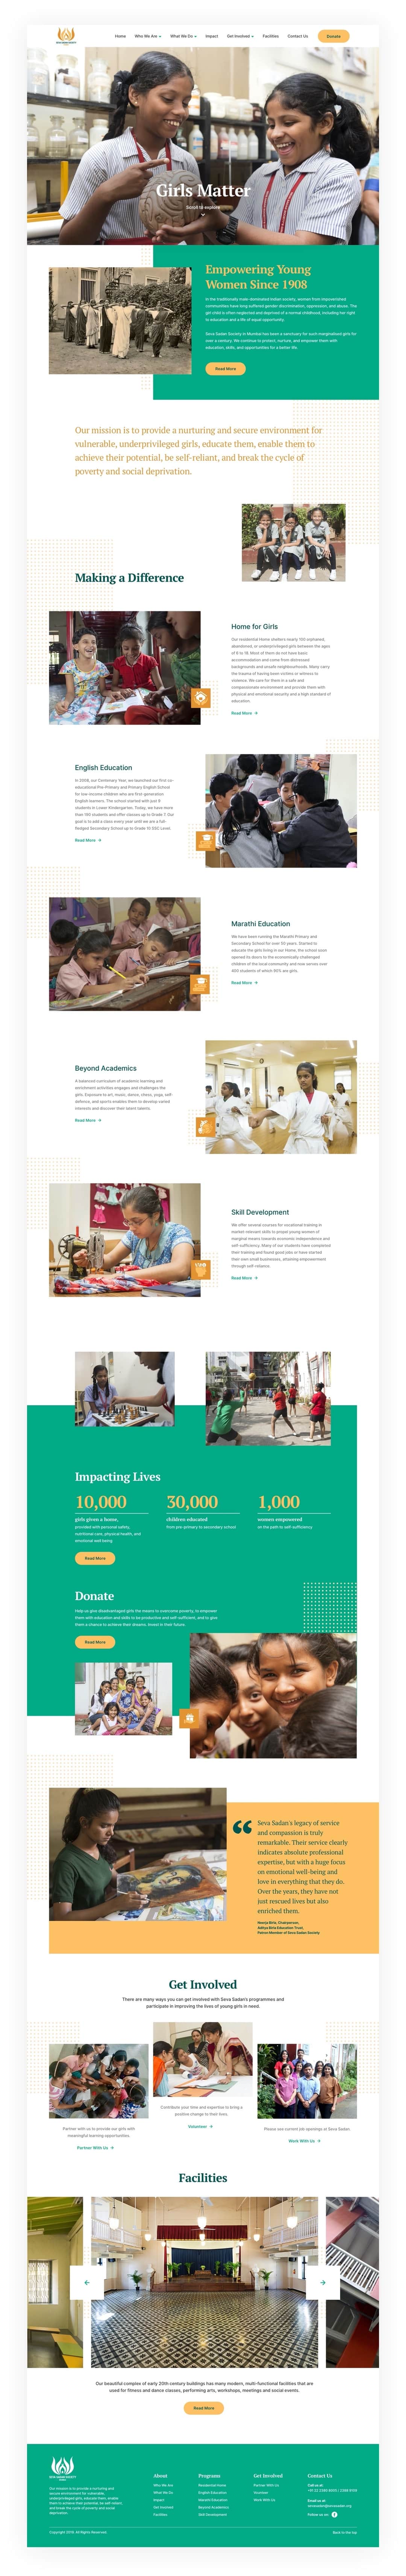 Home Who We Are What We Do Impact Get Involved Facilities Contact Us Donate
Girls Matter
Scroll to explore
Empowering Young
Women Since 1908
In the traditionally male-dominated Indian society, women from impoverished
communities have long suffered gender discrimination, oppression, and abuse. The
girl child is often neglected and deprived of a normal childhood, including her right
to education and a life of equal opportunity.
Seva Sadan Society in Mumbai has been a sanctuary for such marginalised girls for
over a century. We continue to protect, nurture, and empower them with
education, skills, and opportunities for a better life.
Read More
Our mission is to provide a nurturing and secure environment for
vulnerable, underprivileged girls, educate them, enable them to
achieve their potential, be self-reliant, and break the cycle of
poverty and social deprivation.
Making a Difference
Home for Girls
Our residential Home shelters nearly 100 orphaned,
abandoned, or underprivileged girls between the ages
of 6 to 18. Most of them do not have basic
accommodation and come from distressed
backgrounds and unsafe neighbourhoods. Many carry
the trauma of having been victims or witness to
violence. We care for them in a safe and
compassionate environment and provide them with
physical and emotional security and a high standard of
education.
Read More
English Education
In 2008, our Centenary Year, we launched our first co-
educational Pre-Primary and Primary English School
for low-income children who are first-generation
English learners. The school started with just 9
students in Lower Kindergarten. Today, we have more
than 190 students and offer classes up to Grade 7. Our
goal is to add a class every year until we are a full-
fledged Secondary School up to Grade 10 SSC Level.
Read More
Marathi Education
We have been running the Marathi Primary and
Secondary School for over 50 years. Started to
educate the girls living in our Home, the school soon
opened its doors to the economically challenged
children of the local community and now serves over
400 students of which 90% are girls.
Read More
Beyond Academics
A balanced curriculum of academic learning and
enrichment activities engages and challenges the
girls. Exposure to art, music, dance, chess, yoga, self-
defence, and sports enables them to develop varied
interests and discover their talent talents.
Read More
Skill Development
We offer several courses for vocational training in
market-relevant skills to propel young women of
marginal means towards economic independence and
self-sufficiency. Many of our students have completed
their training and found good jobs or have started
their own small businesses, attaining empowerment
through self-reliance.
Read More
Impacting Lives
10,000 30,000 1,000
girls given a home, children educated women empowered
provided with personal safety, from pre-primary to secondary school on the path to self-sufficiency
nutritional care, physical health, and
emotional well being
Read More
Donate
Help us give disadvantaged girls the means to overcome poverty, to empower
them with education and skills to be productive and self-sufficient, and to give
them a chance to achieve their dreams. Invest in their future.
Read More
Seva Sadan's legacy of service
and compassion is truly
remarkable. Their service clearly
indicates absolute professional
expertise, but with a huge focus
on emotional well-being and
love in everything that they do.
Over the years, they have not
just rescued lives but also
enriched them.
Neerja Birla, Chairperson,
Aditya Birla Education Trust,
Patron Member of Seva Sadan Society
Get Involved
There are many ways you can get involved with Seva Sadan's programmes and
participate in improving the lives of young girls in need.
Partner with us to provide our girls with
meaningful learning opportunities.
Partner With Us
Contribute your time and expertise to bring a
positive change to their lives.
Volunteer
Please see current job openings at Seva Sadan.
Work With Us
Facilities
Our beautiful complex of early 20th century buildings has many modern, multi-functional facilities that are
used for fitness and dance classes, performing arts, workshops, meetings and social events.
Read More
Our mission is to provide a nurturing and
secure environment for vulnerable,
underprivileged girls, educate them, enable
them to achieve their potential, be self-reliant,
and break the cycle of poverty and social
deprivation.
About
Who We Are
What We Do
Impact
Get Involved
Facilities
Programs
Residential Home
English Education
Marathi Education
Beyond Academics
Skill Development
Get Involved
Partner With Us
Volunteer
Work With Us
Contact Us
Call us at
Email us at
Follow us on
Copyright 2019. All Rights Reserved.
Back to the top